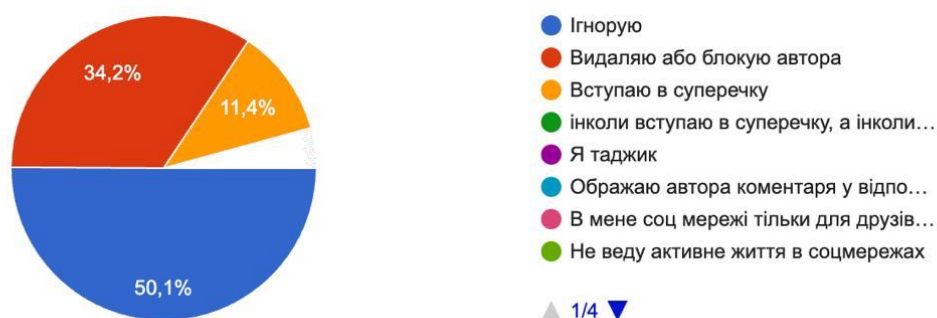 34,2%
11,4%
50,1%
Ігнорую
Видаляю або блокую автора
Вступаю в суперечку
інколи вступаю в суперечку, а інколи…
Я таджик
Ображаю автора коментаря у відпо…
В мене соц мережі тільки для друзів…
Не веду активне життя в соцмережах
1/4